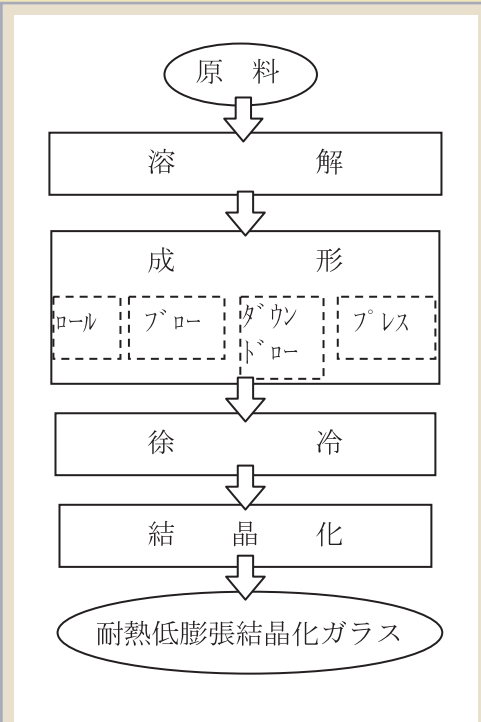 原　料
溶　解
成　形
ロール
ブロー
ダウン
ドロー
プレス
徐　冷
結　晶　化
耐熱低膨張結晶化ガラス